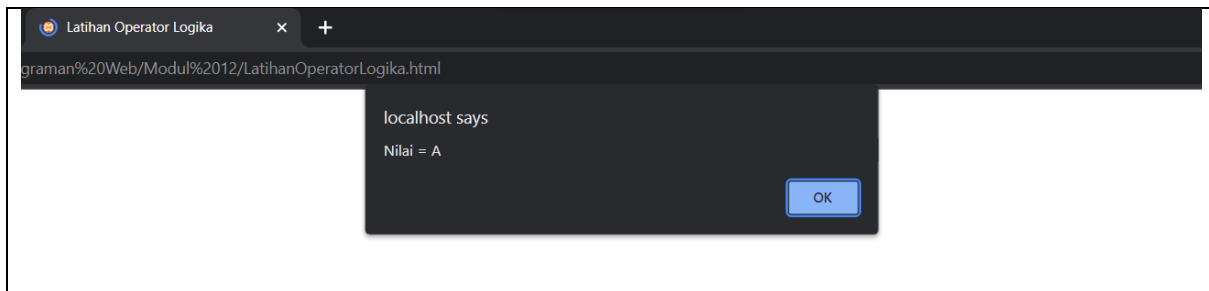 Latihan Operator Logika
graman%20Web/Modul%2012/LatihanOperatorLogika.html
localhost says
Nilai = A
OK